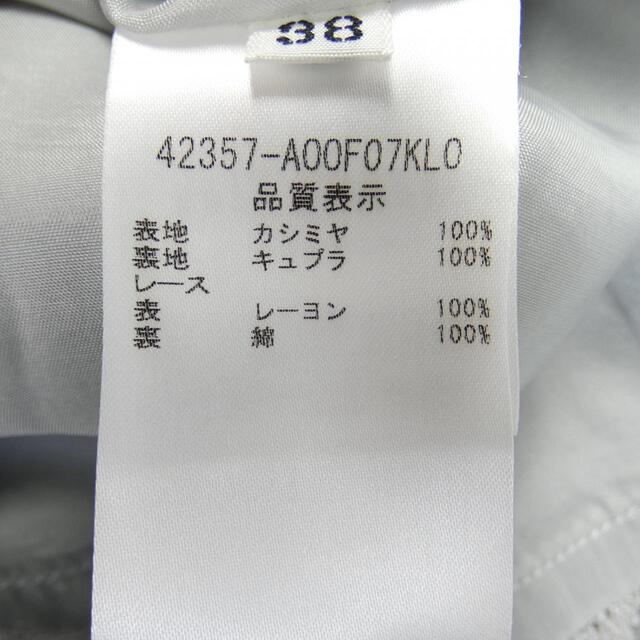 38
42357-A00F07KL0
品質表示
表地 カシミヤ 100%
裏地 キュプラ 100%
レース
表 レーヨン 100%
裏 綿 100%